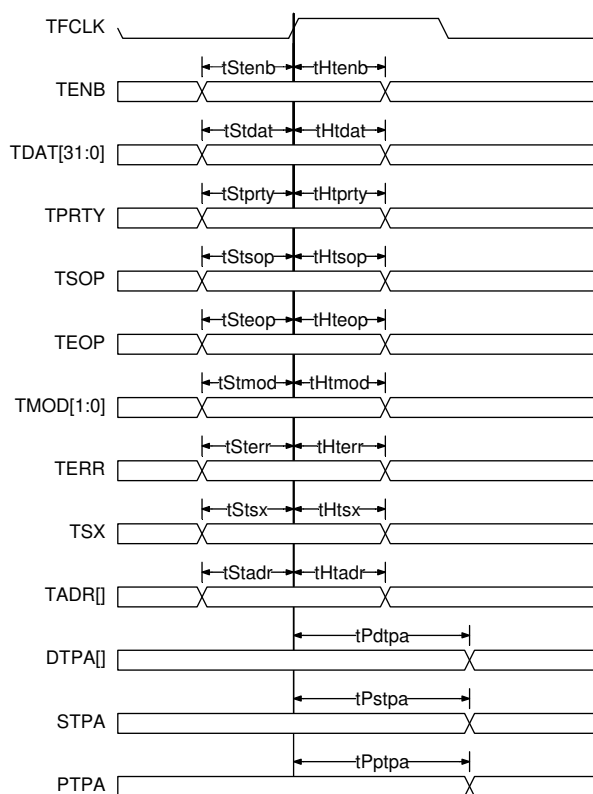 TFCLK
tStenb tHtenb
TENB
tStdat tHtdat
TDAT[31:0]
tStprty tHtprty
TPRTY
tStsop tHtsop
TSOP
tSteop tHteop
TEOP
tStmod tHtmod
TMOD[1:0]
tSterr tHterr
TERR
tStsx tHtsx
TSX
tStadr tHtadr
TADR[]
tPdtpa
DTPA[]
tPstpa
STPA
tPptpa
PTPA